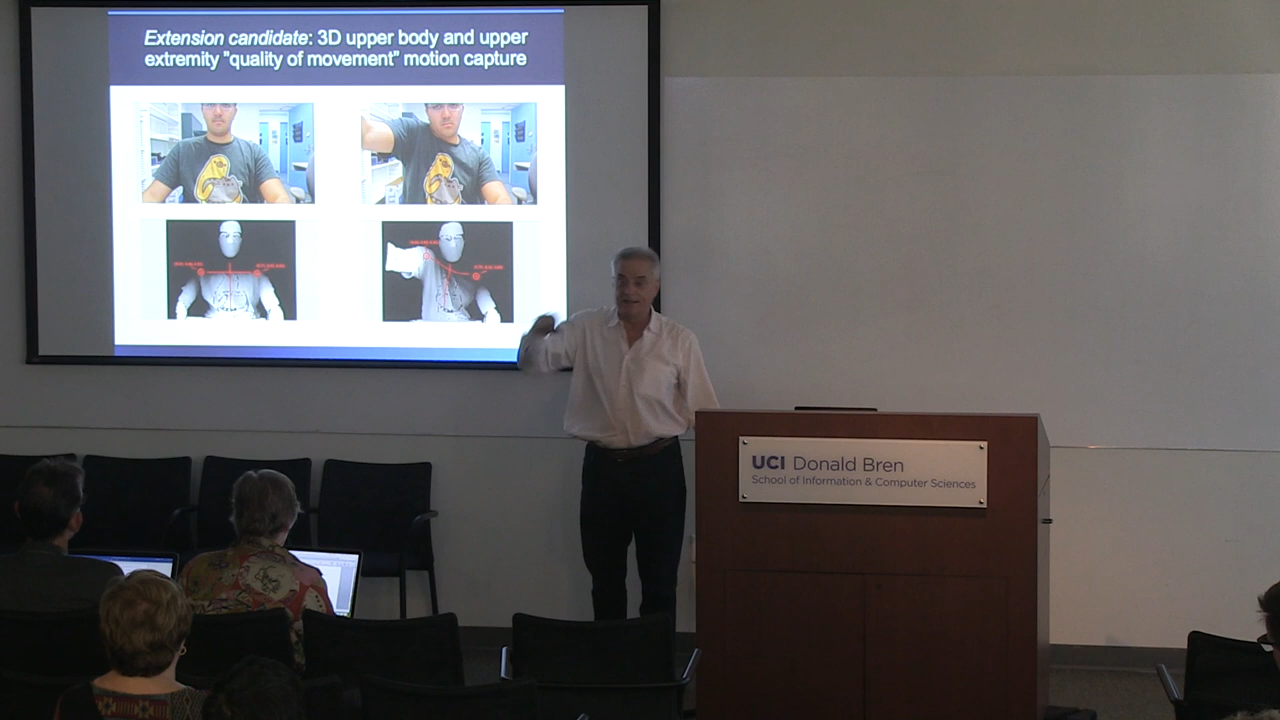 Extension candidate: 3D upper body and upper
extremity "quality of movement" motion capture
UCI Donald Bren
School of Information & Computer Sciences